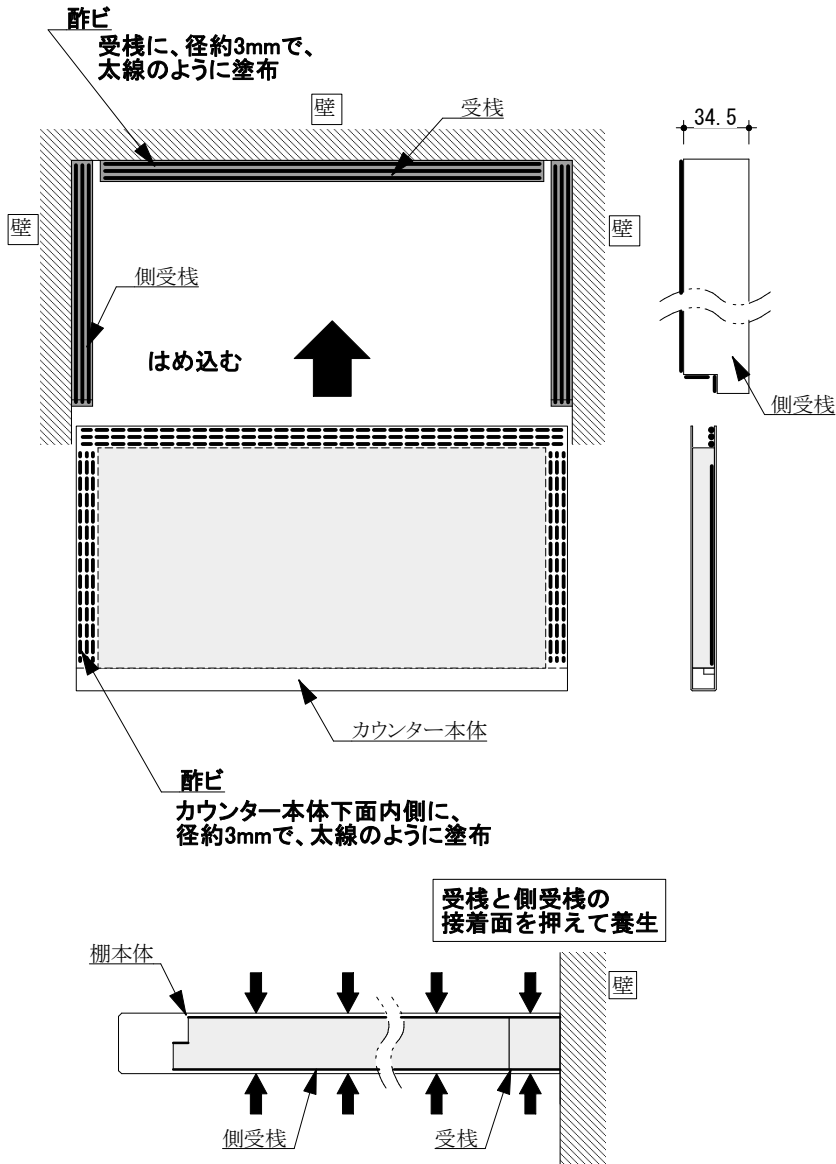 酢ビ
受桟に、径約3mmで、
太線のように塗布
壁
受桟
34.5
壁
壁
側受桟
はめ込む
側受桟
カウンター本体
酢ビ
カウンター本体下面内側に、
径約3mmで、太線のように塗布
受桟と側受桟の
接着面を押えて養生
棚本体
壁
側受桟
受桟